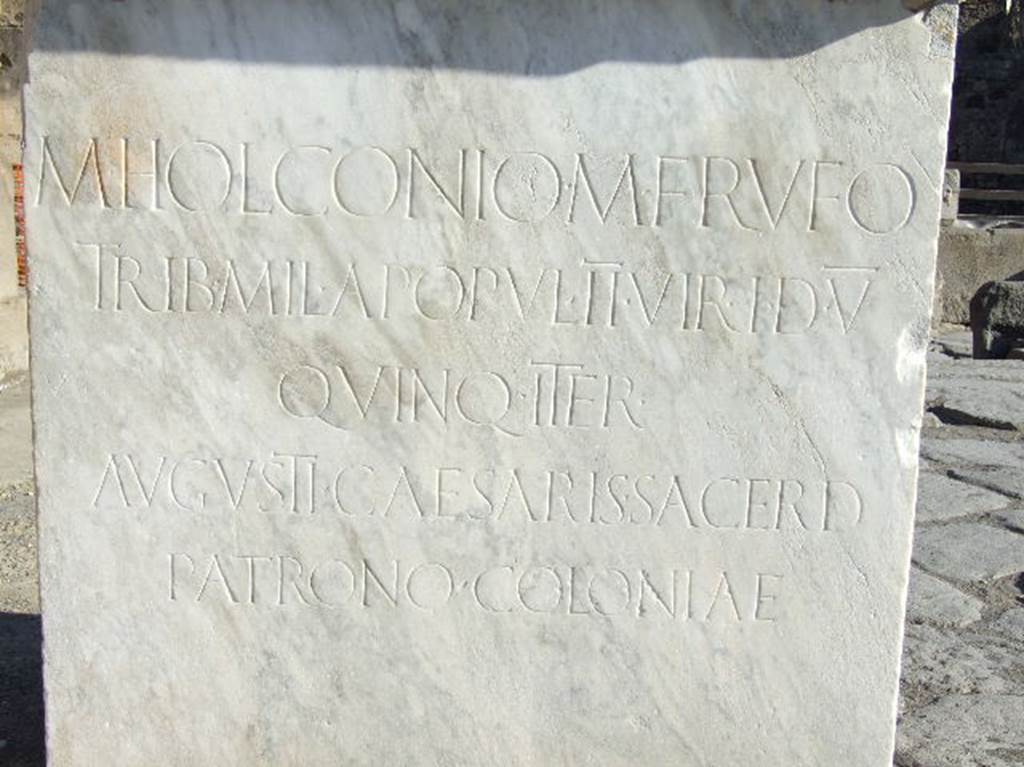 M·HOLCONIO·M·F·RVFO
TRIB·MIL·A·POPVL·II·VIR·I·D·V
QVINQ·ITER·
AVGVSTI·CAESARIS·SACERD
PATRONO·COLONIAE